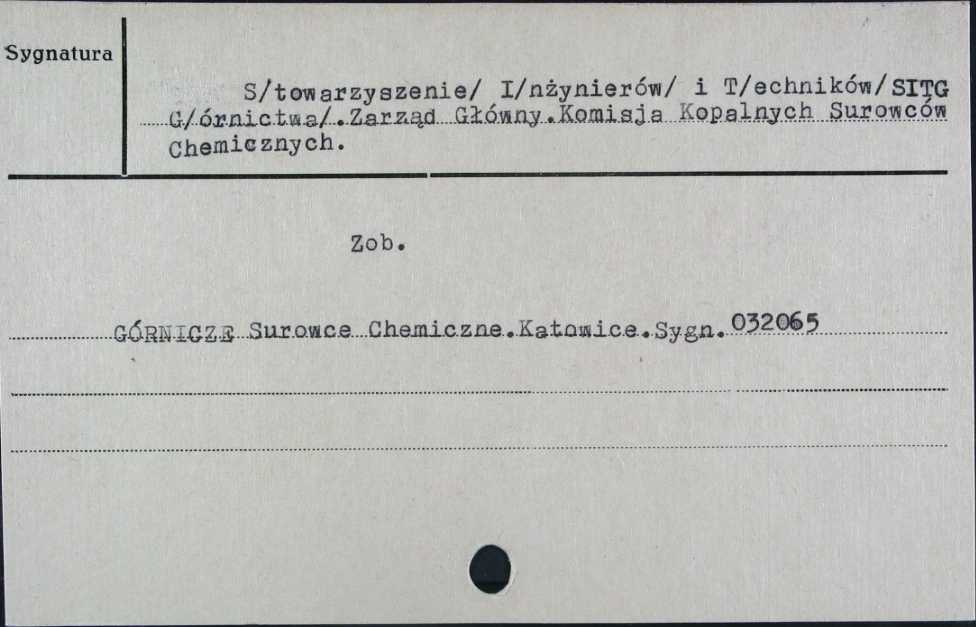 Sygnatura
S/towarzyszenie/ I/nżynierów/ i T/echników/ SITG
G/órnictwa/.Zarząd Główny.Komisja Kopalnych Surowców
Chemicznych.
Zob.
GÓRNICZE Surowce Chemiczne.Katowice.Sygn. 032065